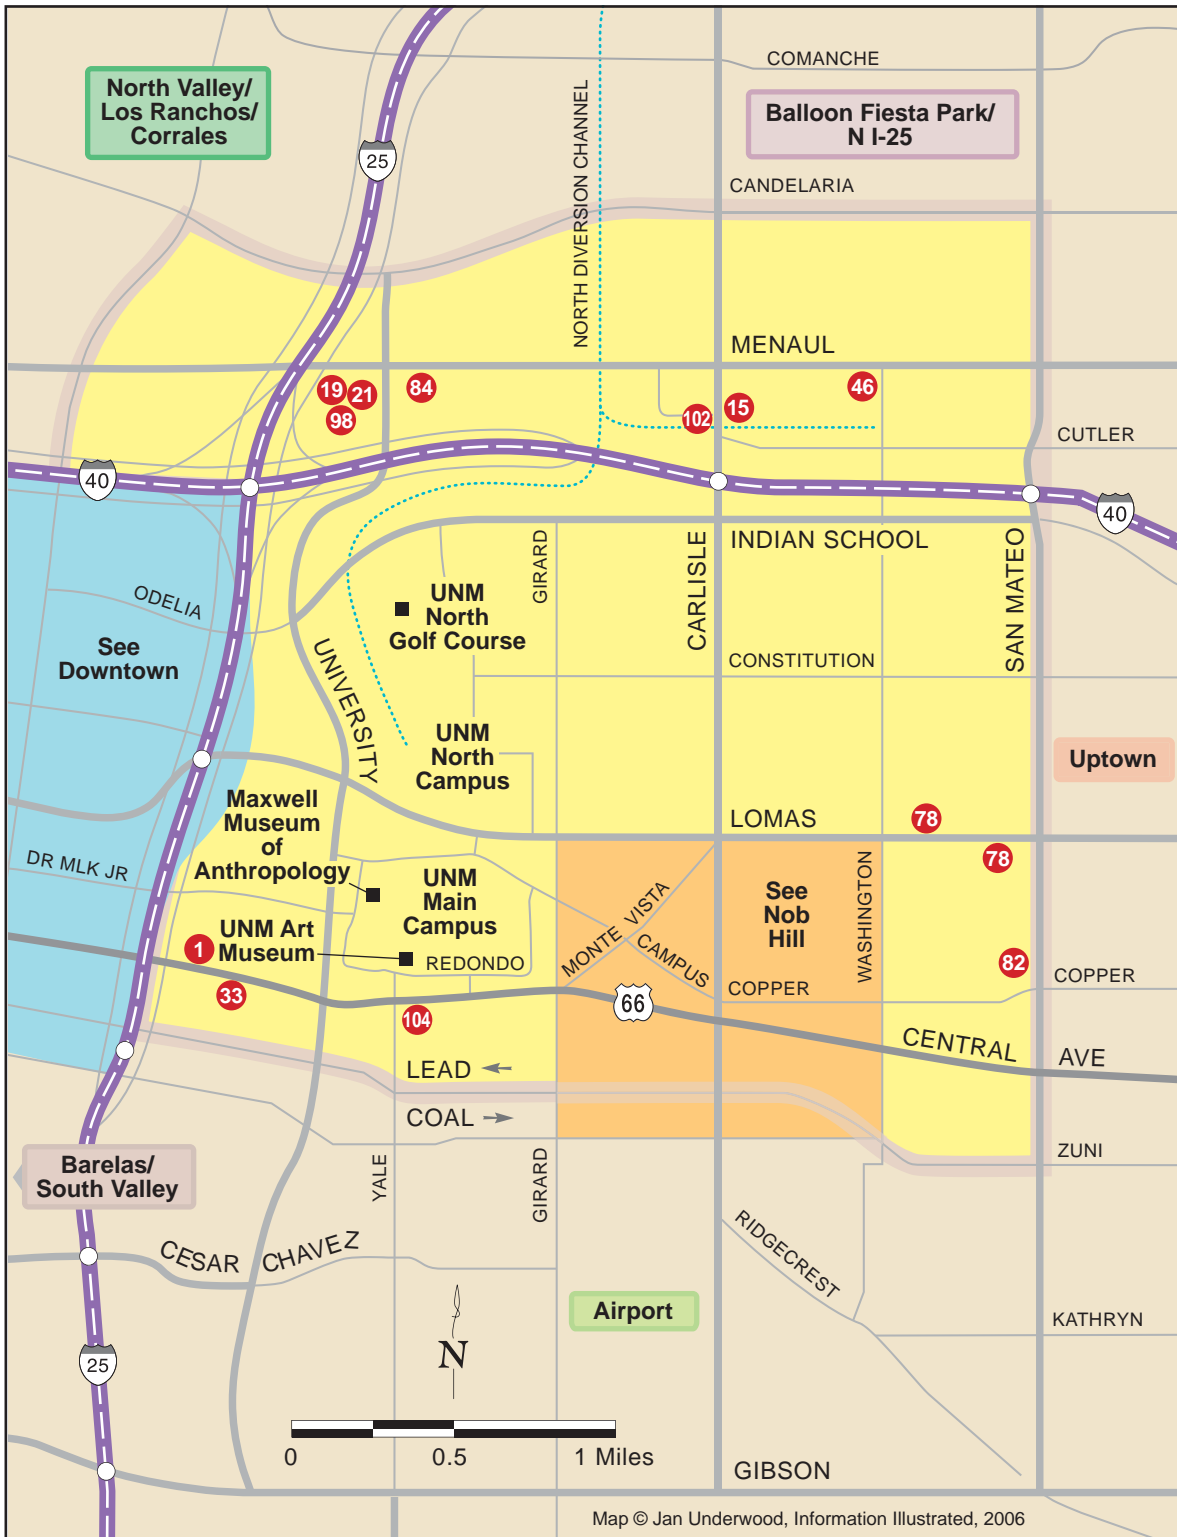 COMANCHE
North Valley/
Los Ranchos/
Corrales
NORTH DIVERSION CHANNEL
Balloon Fiesta Park/
N I-25
25
CANDELARIA
MENAUL
19
21
84
98
102
15
46
CUTLER
40
40
INDIAN SCHOOL
GIRARD
CARLISLE
SAN MATEO
ODELIA
UNM
North
Golf Course
See
Downtown
UNIVERSITY
CONSTITUTION
UNM
North
Campus
Uptown
Maxwell
Museum
of
Anthropology
LOMAS
78
78
DR MLK JR
UNM
Main
Campus
MONTE VISTA
CAMPUS
See
Nob
Hill
WASHINGTON
1
UNM Art
Museum
REDONDO
82
COPPER
COPPER
33
66
104
CENTRAL
AVE
LEAD
COAL
ZUNI
Barelas/
South Valley
YALE
GIRARD
RIDGECREST
CESAR
CHAVEZ
Airport
KATHRYN
N
25
0
0.5
1 Miles
GIBSON
Map © Jan Underwood, Information Illustrated, 2006